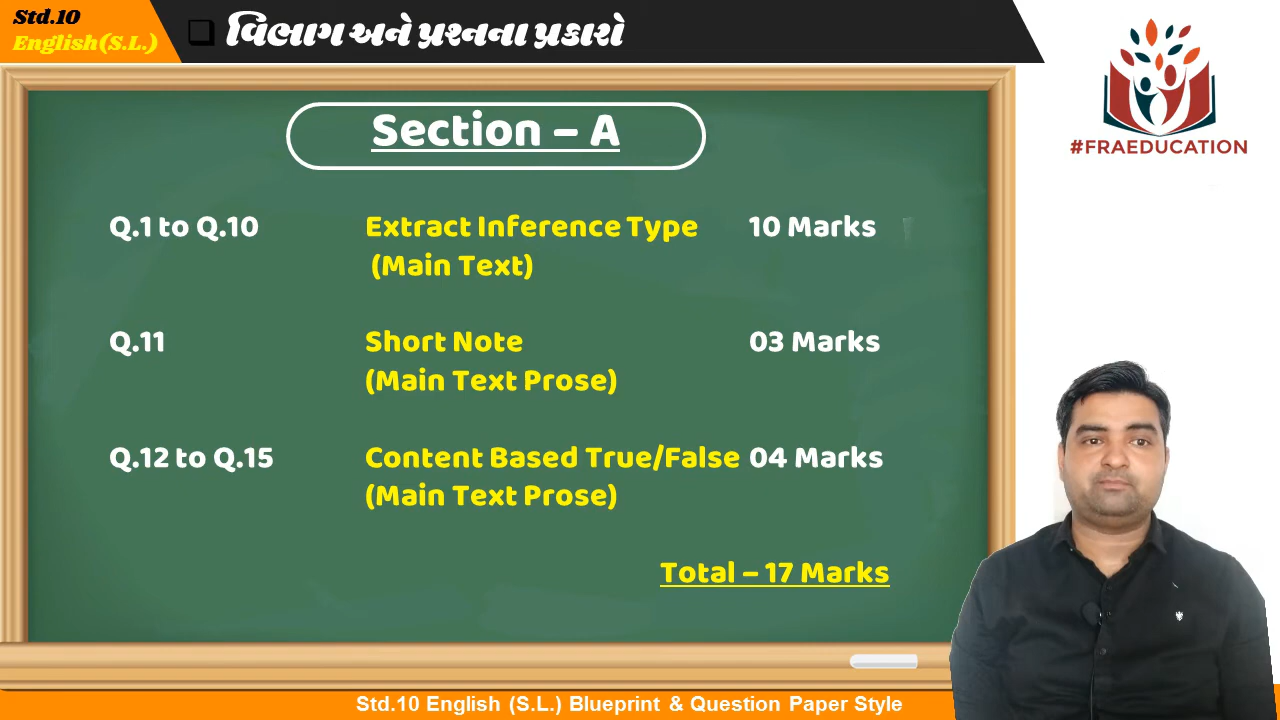 Std.10
English(S.L.)
વિભાગ અને પ્રશ્નના પ્રકારો
#FRAEDUCATION
Section – A
Q.1 to Q.10 Extract Inference Type 10 Marks
(Main Text)
Q.11 Short Note 03 Marks
(Main Text Prose)
Q.12 to Q.15 Content Based True/False 04 Marks
(Main Text Prose)
Total – 17 Marks
Std.10 English (S.L.) Blueprint & Question Paper Style